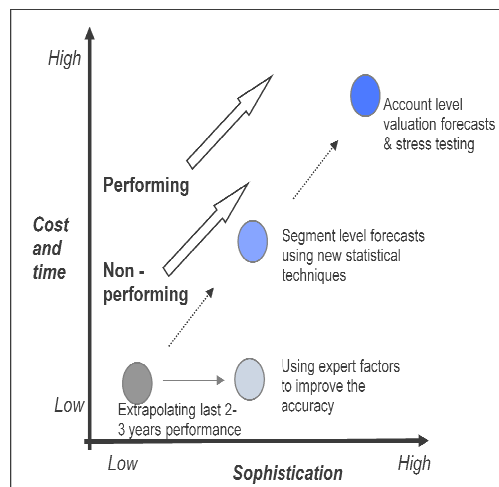 High
Account level
valuation forecasts
& stress testing
Performing
Cost
and
time
Segment level forecasts
using new statistical
techniques
Non -
performing
Using expert factors
to improve the
accuracy
Low
Extrapolating last 2-
3 years performance
Low
High
Sophistication